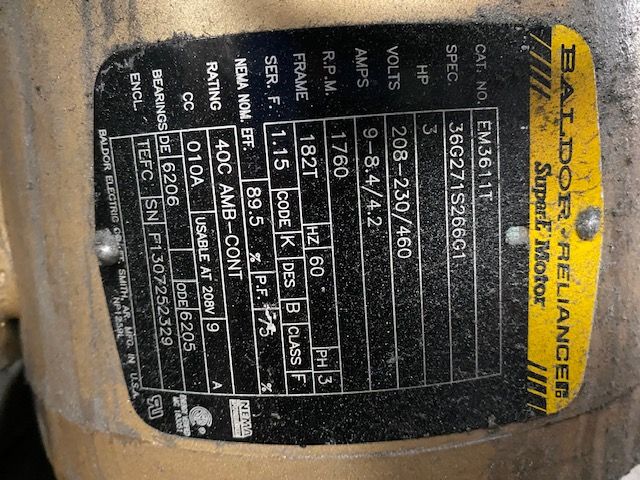 BALDOR · RELIANCE
Super-E Motor
CAT. NO. EM3611T
SPEC. 36G271S266G1
HP 3
VOLTS 208-230/460
AMPS 9-8.4/4.2
R.P.M. 1760
FRAME 182T HZ 60 PH 3
SER. F. 1.15 CODE K DES B CLASS F
NEMA NOM. EFF 89.5 % P.F. 75 %
RATING 40C AMB-CONT
CC 010A USABLE AT 208V 9 A
BEARINGS DE 6206 ODE 6205
ENCL. TEFC SN F1307252329
BALDOR ELECTRIC CO. FT. SMITH, AR. MFG. IN U.S.A.
NEMA